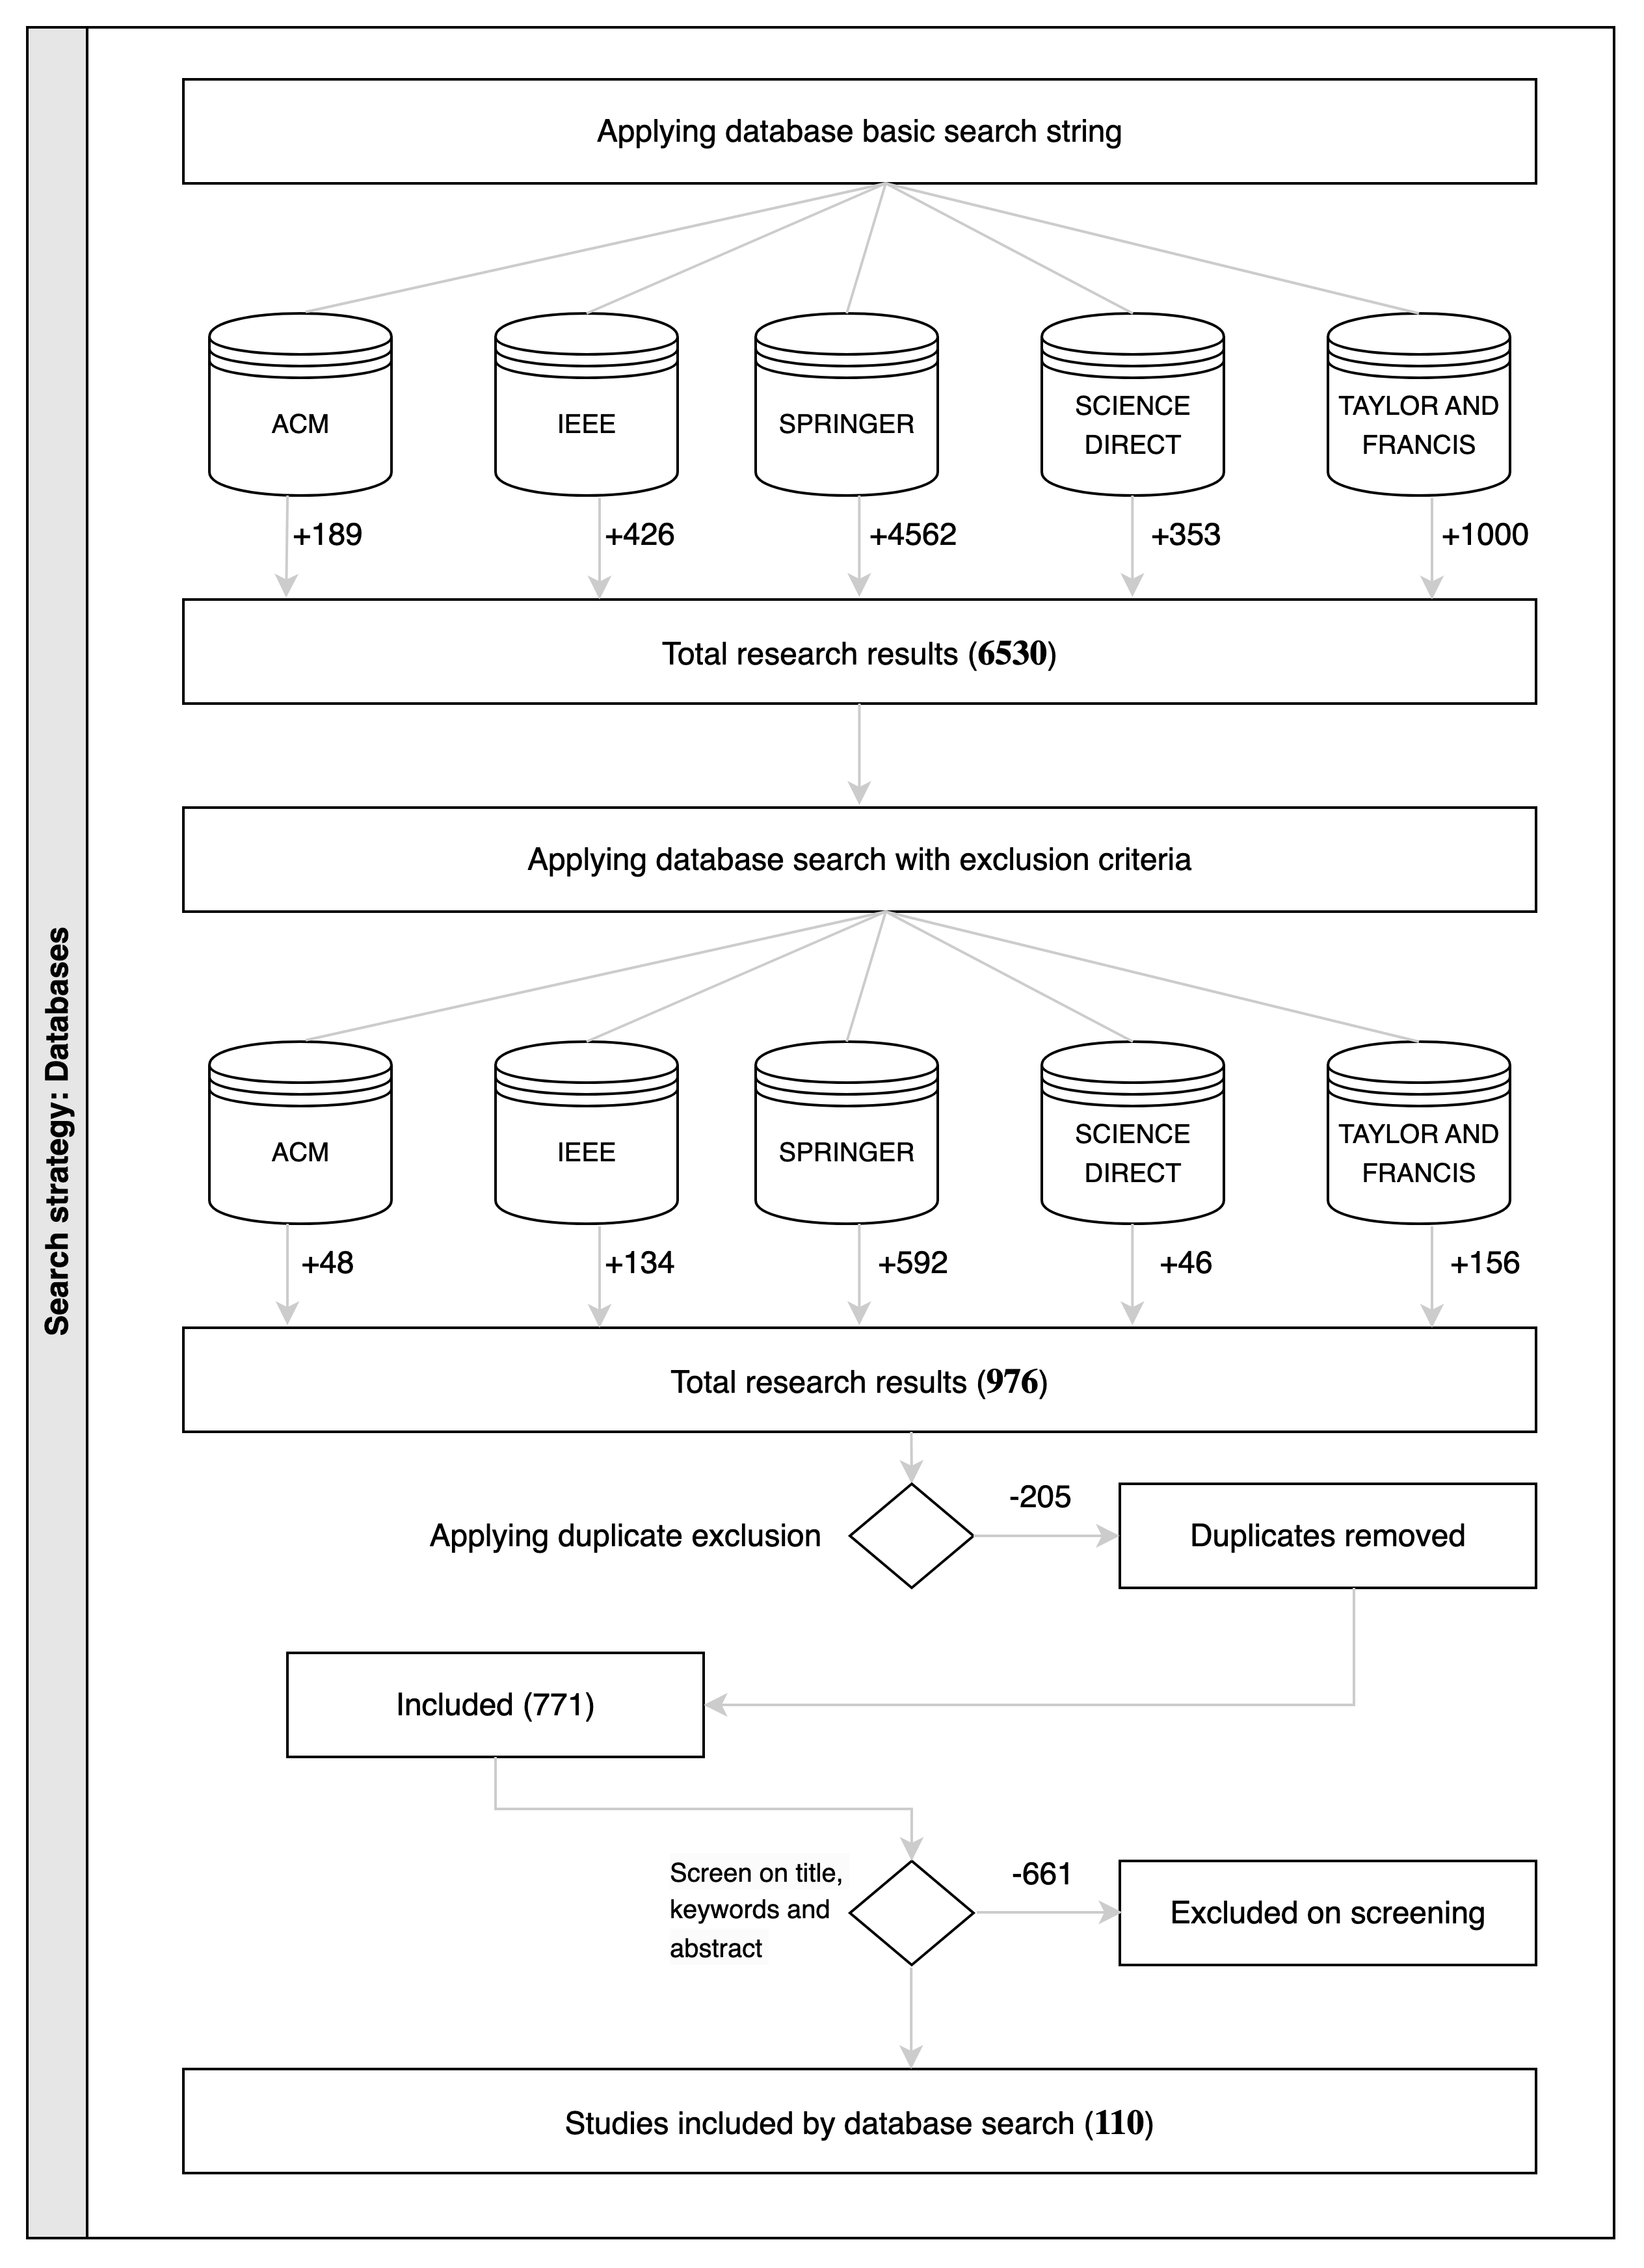 Search strategy: Databases
Applying database basic search string
ACM
IEEE
SPRINGER
SCIENCE
DIRECT
TAYLOR AND
FRANCIS
+189
+426
+4562
+353
+1000
Total research results (6530)
Applying database search with exclusion criteria
ACM
IEEE
SPRINGER
SCIENCE
DIRECT
TAYLOR AND
FRANCIS
+48
+134
+592
+46
+156
Total research results (976)
Applying duplicate exclusion
-205
Duplicates removed
Included (771)
Screen on title,
keywords and
abstract
-661
Excluded on screening
Studies included by database search (110)